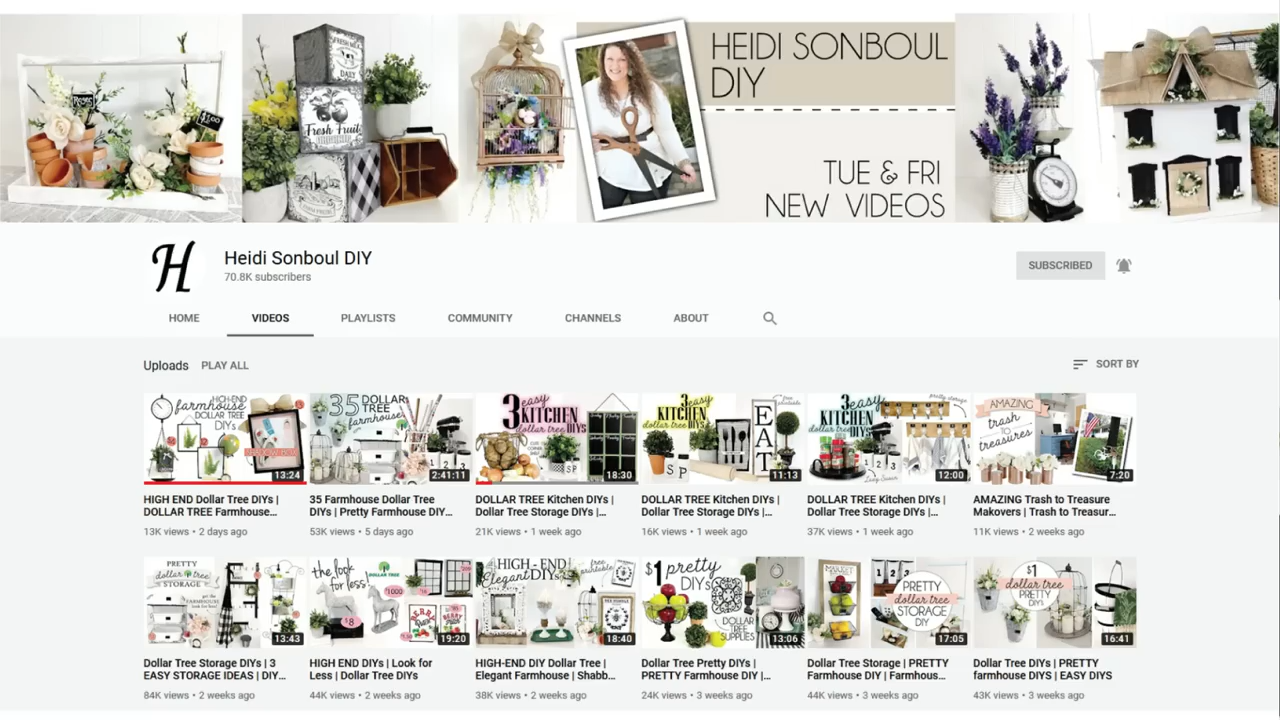 HEIDI SONBOUL
DIY
TUE & FRI
NEW VIDEOS
Heidi Sonboul DIY
70.8K subscribers
SUBSCRIBED
HOME VIDEOS PLAYLISTS COMMUNITY CHANNELS ABOUT
Uploads PLAY ALL SORT BY
13:24
2:41:11
18:30
11:13
12:00
7:20
HIGH END Dollar Tree DIYs |
DOLLAR TREE Farmhouse...
13K views • 2 days ago
35 Farmhouse Dollar Tree
DIYs | Pretty Farmhouse DIY...
53K views • 5 days ago
DOLLAR TREE Kitchen DIYs |
Dollar Tree Storage DIYs |...
21K views • 1 week ago
DOLLAR TREE Kitchen DIYs |
Dollar Tree Storage DIYs |...
16K views • 1 week ago
DOLLAR TREE Kitchen DIYs |
Dollar Tree Storage DIYs |...
37K views • 1 week ago
AMAZING Trash to Treasure
Makovers | Trash to Treasur...
11K views • 2 weeks ago
13:43
19:20
18:40
13:06
17:05
16:41
Dollar Tree Storage DIYs | 3
EASY STORAGE IDEAS | DIY...
84K views • 2 weeks ago
HIGH END DIYs | Look for
Less | Dollar Tree DIYs
44K views • 2 weeks ago
HIGH-END DIY Dollar Tree |
Elegant Farmhouse | Shabb...
38K views • 2 weeks ago
Dollar Tree Pretty DIYs |
PRETTY Farmhouse DIY |...
24K views • 3 weeks ago
Dollar Tree Storage | PRETTY
Farmhouse DIY | Farmhous...
44K views • 3 weeks ago
Dollar Tree DIYs | PRETTY
farmhouse DIYS | EASY DIYS
43K views • 3 weeks ago